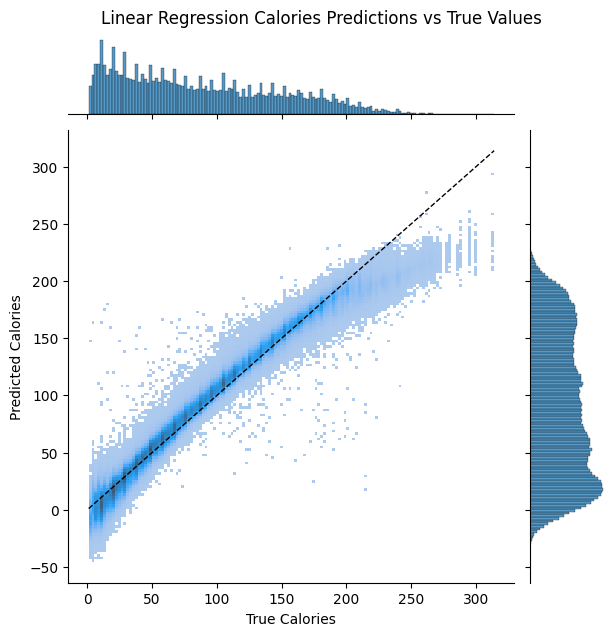 Linear Regression Calories Predictions vs True Values
300
250
200
150
100
50
0
−50
Predicted Calories
0 50 100 150 200 250 300
True Calories